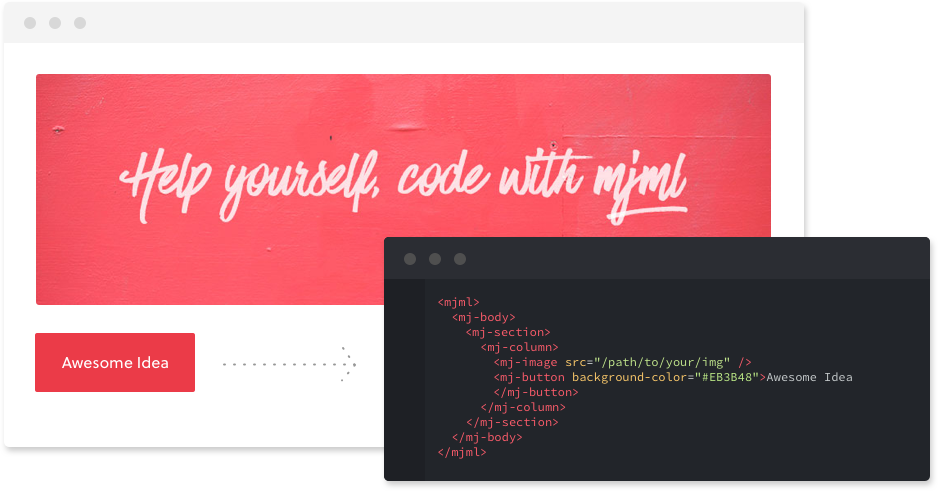 Help yourself, code with mjml
Awesome Idea
<mjml>
<mj-body>
<mj-section>
<mj-column>
<mj-image src="/path/to/your/img" />
<mj-button background-color="#EB3B48">Awesome Idea
</mj-button>
</mj-column>
</mj-section>
</mj-body>
</mjml>